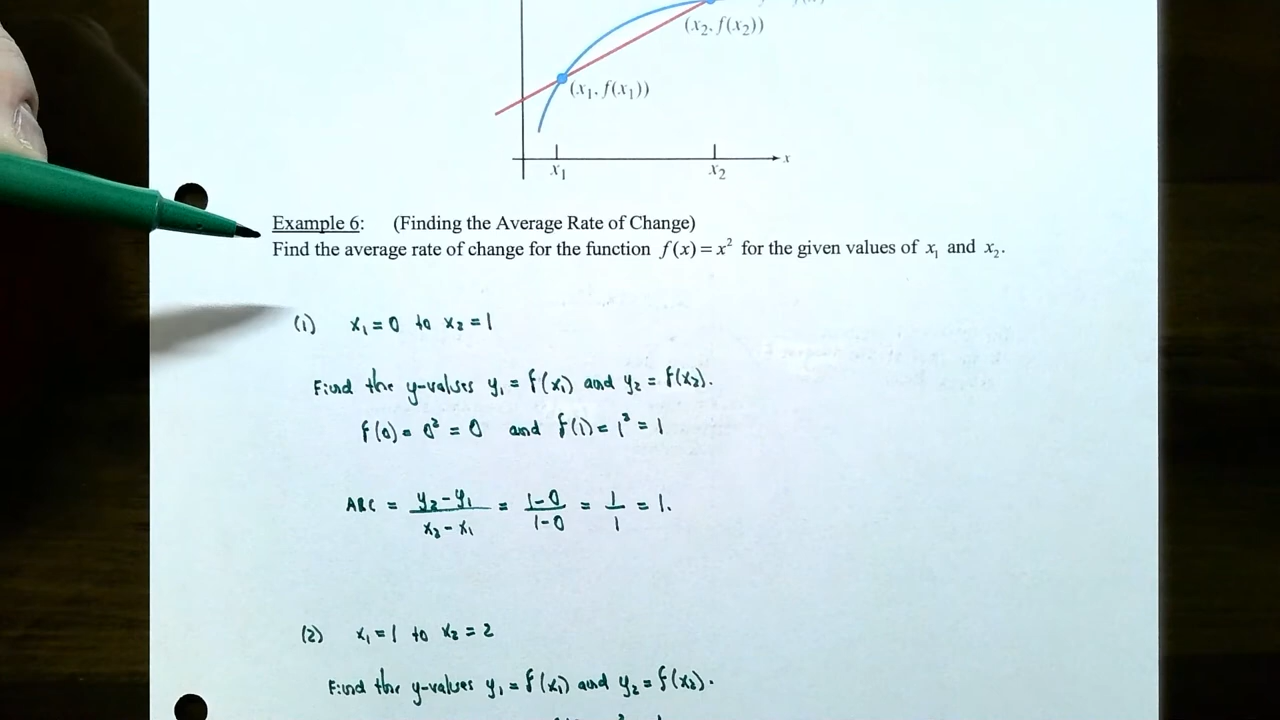 (x₂, f(x₂))
(x₁, f(x₁))
x
x₁ x₂
Example 6: (Finding the Average Rate of Change)
Find the average rate of change for the function f(x) = x² for the given values of x₁ and x₂.
(1) x₁ = 0 to x₂ = 1
Find the y-values y₁ = f(x₁) and y₂ = f(x₂).
f(0) = 0² = 0 and f(1) = 1² = 1
ARC = (y₂ - y₁)/(x₂ - x₁) = (1-0)/(1-0) = 1/1 = 1.
(2) x₁ = 1 to x₂ = 2
Find the y-values y₁ = f(x₁) and y₂ = f(x₂).